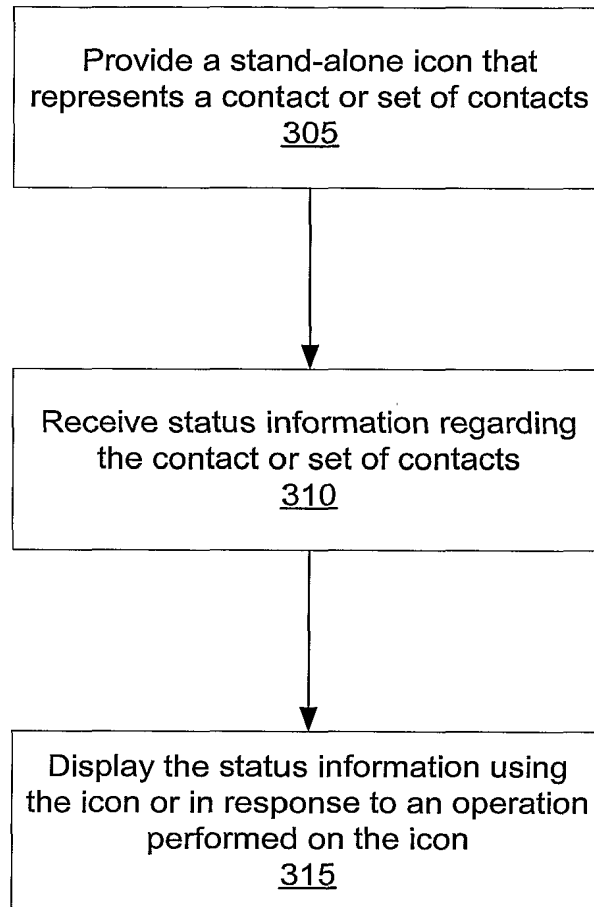 Provide a stand-alone icon that
represents a contact or set of contacts
305
Receive status information regarding
the contact or set of contacts
310
Display the status information using
the icon or in response to an operation
performed on the icon
315